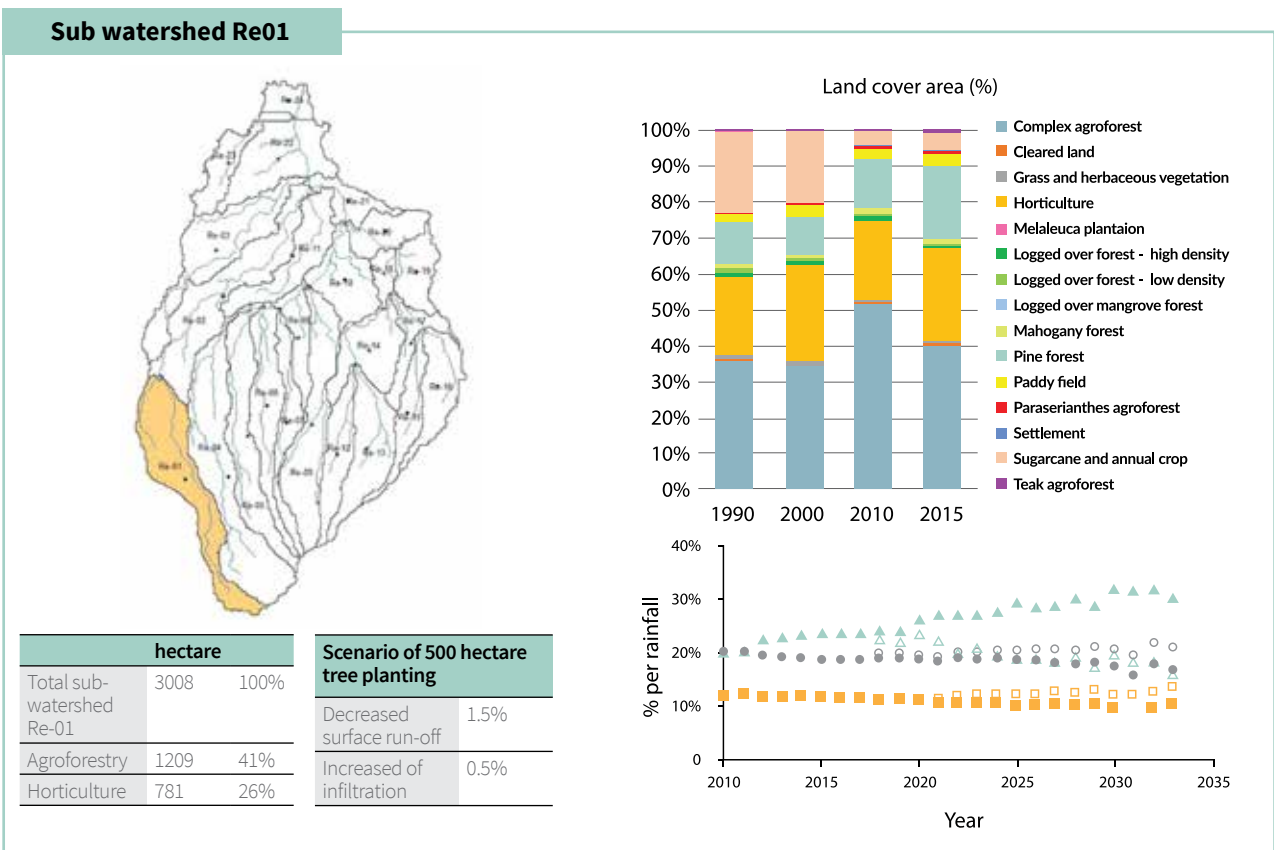 Sub watershed Re01
hectare
Total sub-
watershed
Re-01
3008
100%
Agroforestry
1209
41%
Horticulture
781
26%
Scenario of 500 hectare
tree planting
Decreased
surface run-off
1.5%
Increased of
infiltration
0.5%
Land cover area (%)
100%
90%
80%
70%
60%
50%
40%
30%
20%
10%
0%
1990
2000
2010
2015
Complex agroforest
Cleared land
Grass and herbaceous vegetation
Horticulture
Melaleuca plantaion
Logged over forest - high density
Logged over forest - low density
Logged over mangrove forest
Mahogany forest
Pine forest
Paddy field
Paraserianthes agroforest
Settlement
Sugarcane and annual crop
Teak agroforest
% per rainfall
40%
30%
20%
10%
0
2010
2015
2020
2025
2030
2035
Year